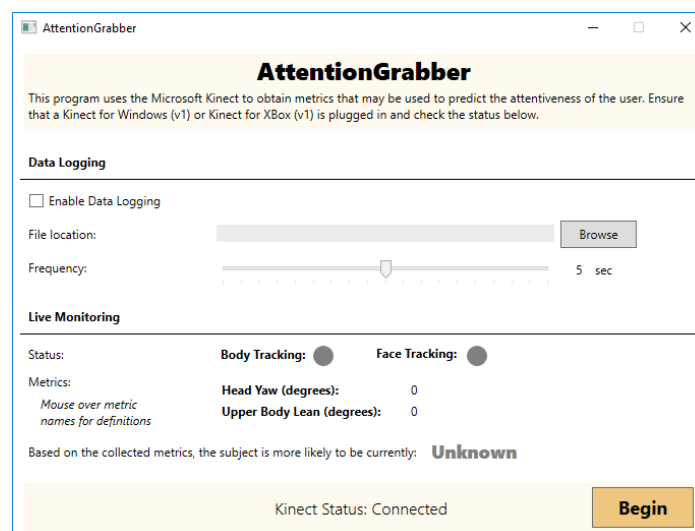 AttentionGrabber
AttentionGrabber
This program uses the Microsoft Kinect to obtain metrics that may be used to predict the attentiveness of the user. Ensure
that a Kinect for Windows (v1) or Kinect for XBox (v1) is plugged in and check the status below.
Data Logging
Enable Data Logging
File location:
Browse
Frequency:
5 sec
Live Monitoring
Status: Body Tracking: Face Tracking:
Metrics:
Head Yaw (degrees): 0
Mouse over metric
names for definitions
Upper Body Lean (degrees): 0
Based on the collected metrics, the subject is more likely to be currently: Unknown
Kinect Status: Connected
Begin